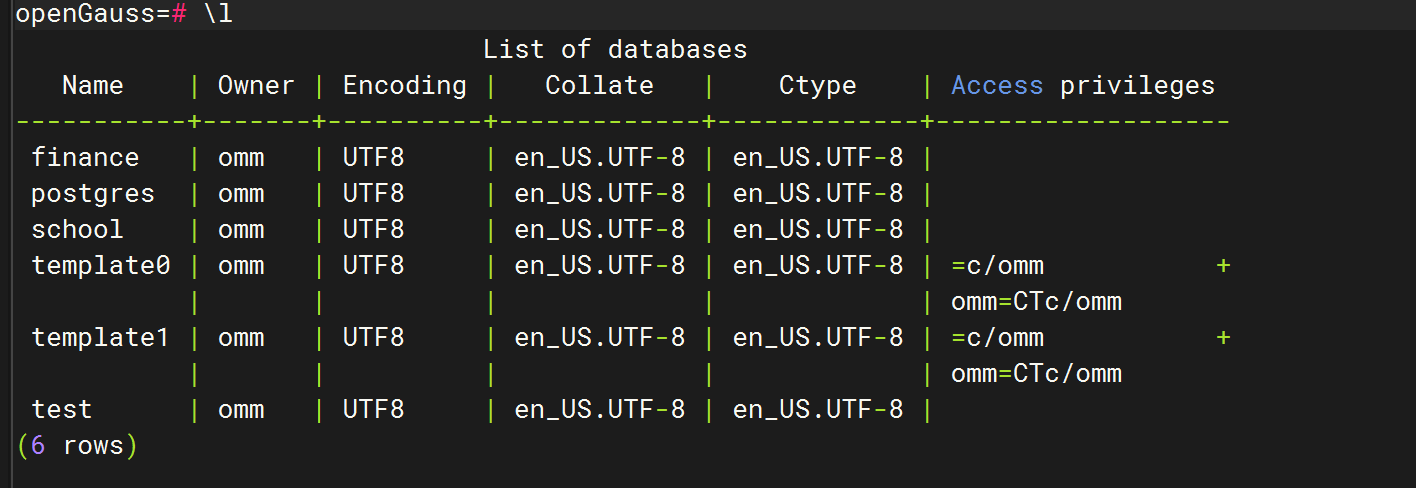 openGauss=# \l
                              List of databases
   Name    | Owner | Encoding |   Collate   |    Ctype    | Access privileges
-----------+-------+----------+-------------+-------------+-------------------
 finance   | omm   | UTF8     | en_US.UTF-8 | en_US.UTF-8 |
 postgres  | omm   | UTF8     | en_US.UTF-8 | en_US.UTF-8 |
 school    | omm   | UTF8     | en_US.UTF-8 | en_US.UTF-8 |
 template0 | omm   | UTF8     | en_US.UTF-8 | en_US.UTF-8 | =c/omm           +
           |       |          |             |             | omm=CTc/omm
 template1 | omm   | UTF8     | en_US.UTF-8 | en_US.UTF-8 | =c/omm           +
           |       |          |             |             | omm=CTc/omm
 test      | omm   | UTF8     | en_US.UTF-8 | en_US.UTF-8 |
(6 rows)